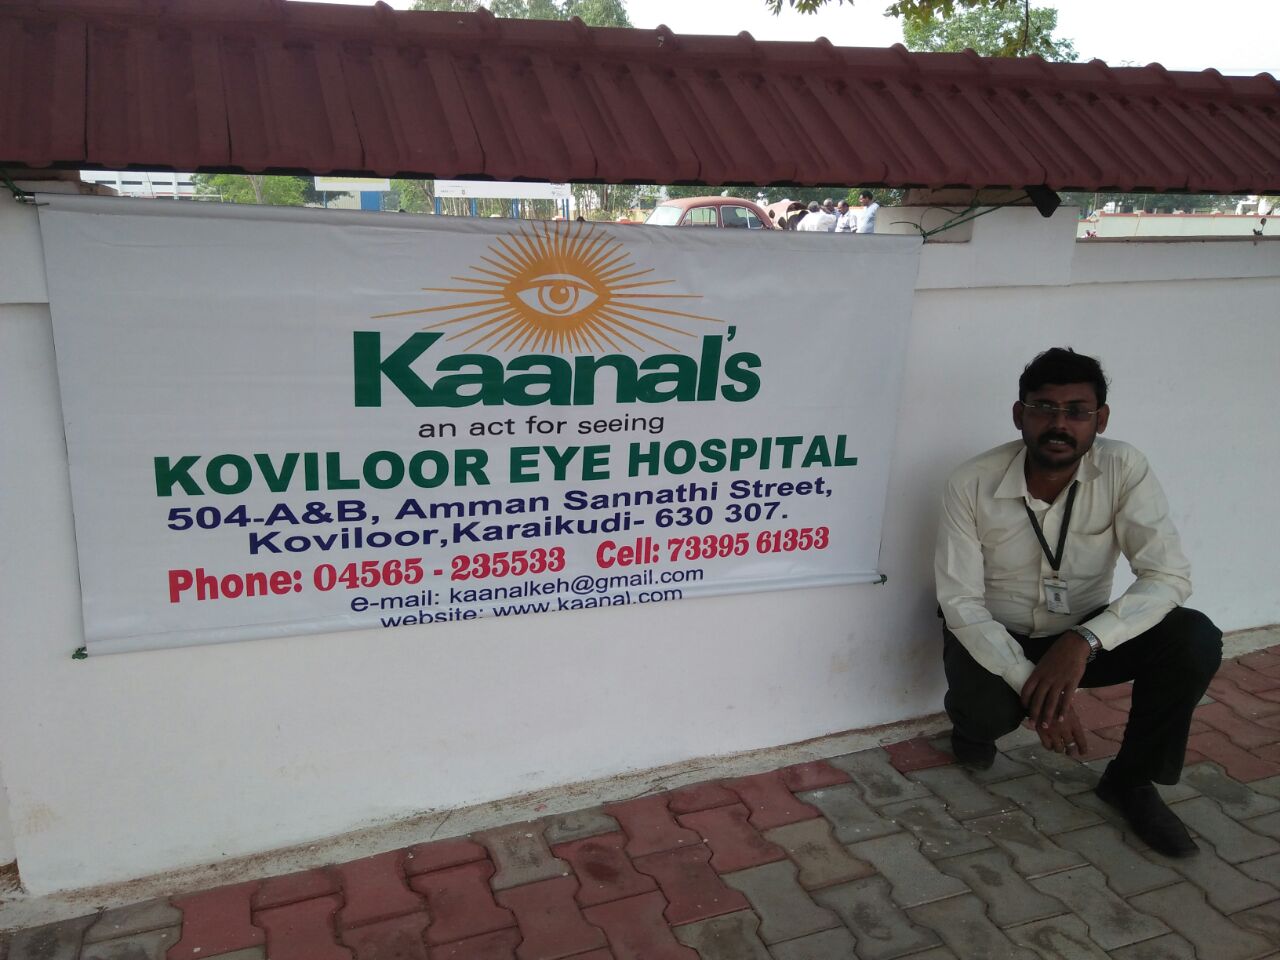 Kaanal's
an act for seeing
KOVILOOR EYE HOSPITAL
504-A&B, Amman Sannathi Street,
Koviloor,Karaikudi- 630 307.
Phone: 04565 - 235533 Cell: 73395 61353
e-mail: kaanalkeh@gmail.com
website: www.kaanal.com